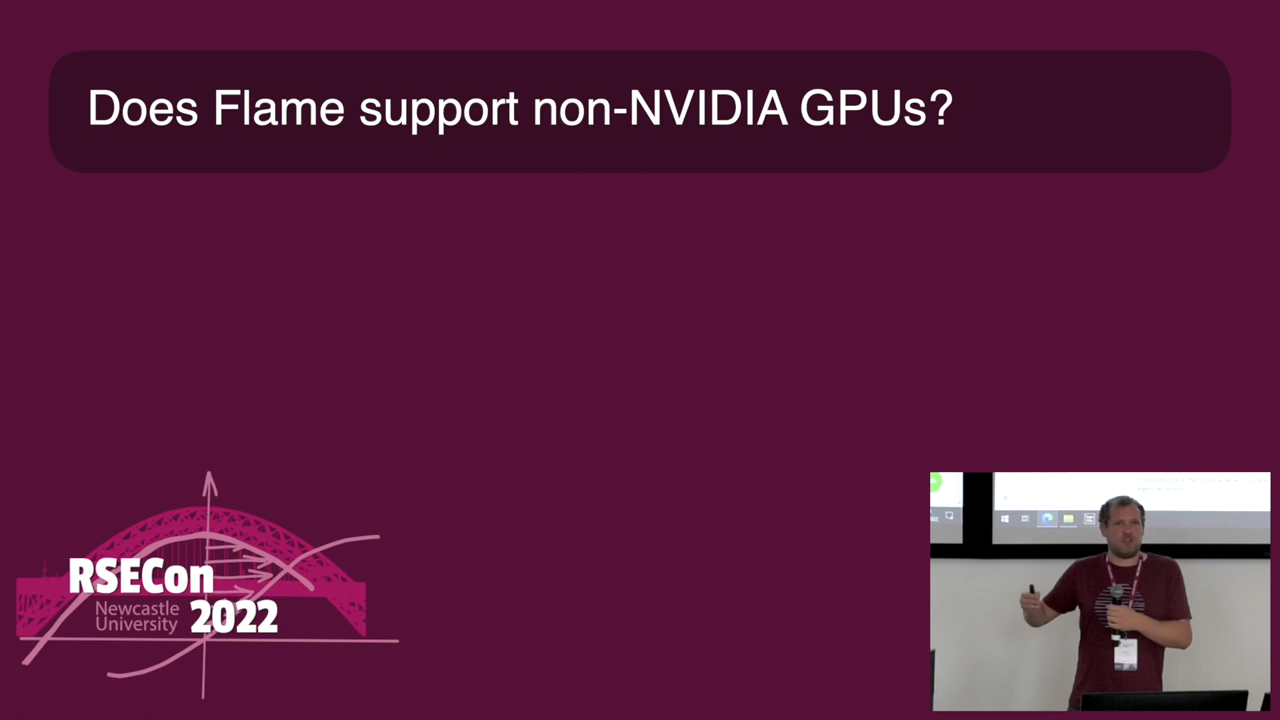 Does Flame support non-NVIDIA GPUs?
RSECon
Newcastle
University
2022